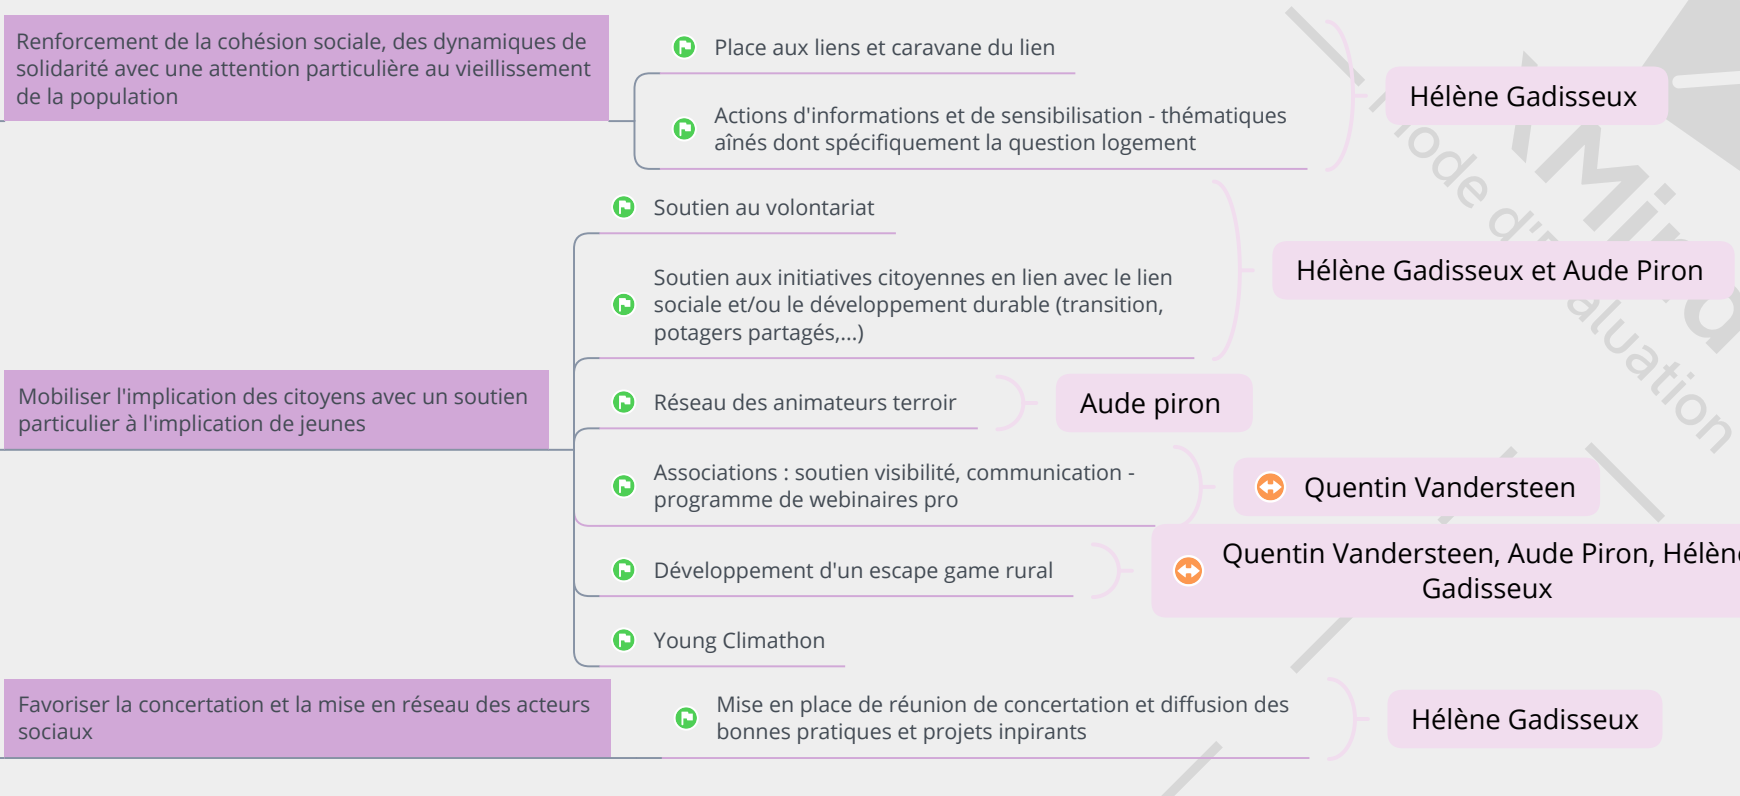 Renforcement de la cohésion sociale, des dynamiques de
solidarité avec une attention particulière au vieillissement
de la population
Place aux liens et caravane du lien
Actions d'informations et de sensibilisation - thématiques
aînés dont spécifiquement la question logement
Hélène Gadisseux
Mobiliser l'implication des citoyens avec un soutien
particulier à l'implication de jeunes
Soutien au volontariat
Soutien aux initiatives citoyennes en lien avec le lien
sociale et/ou le développement durable (transition,
potagers partagés,...)
Hélène Gadisseux et Aude Piron
Réseau des animateurs terroir
Aude piron
Associations : soutien visibilité, communication -
programme de webinaires pro
Quentin Vandersteen
Développement d'un escape game rural
Quentin Vandersteen, Aude Piron, Hélène
Gadisseux
Young Climathon
Favoriser la concertation et la mise en réseau des acteurs
sociaux
Mise en place de réunion de concertation et diffusion des
bonnes pratiques et projets inpirants
Hélène Gadisseux